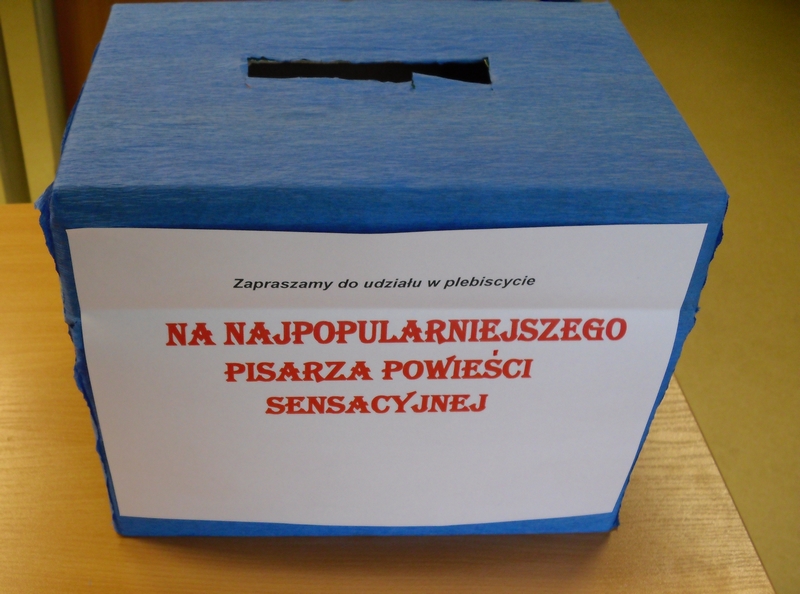 Zapraszamy do udziału w plebiscycie
NA NAJPOPULARNIEJSZEGO
PISARZA POWIEŚCI
SENSACYJNEJ